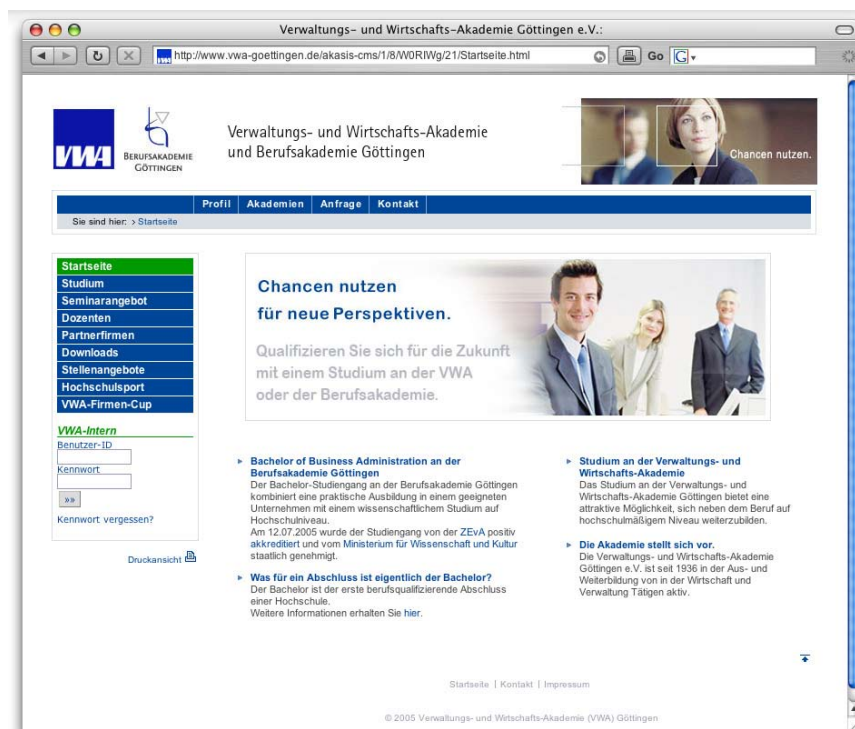 Verwaltungs- und Wirtschafts-Akademie Göttingen e.V.:
http://www.vwa-goettingen.de/akasis-cms/1/8/W0RIWg/21/Startseite.html
Go
G
VWA
BERUFSAKADEMIE
GÖTTINGEN
Verwaltungs- und Wirtschafts-Akademie
und Berufsakademie Göttingen
Chancen nutzen.
Profil Akademien Anfrage Kontakt
Sie sind hier: › Startseite
Startseite
Studium
Seminarangebot
Dozenten
Partnerfirmen
Downloads
Stellenangebote
Hochschulsport
VWA-Firmen-Cup
VWA-Intern
Benutzer-ID
Kennwort
»»
Kennwort vergessen?
Druckansicht
Chancen nutzen
für neue Perspektiven.
Qualifizieren Sie sich für die Zukunft
mit einem Studium an der VWA
oder der Berufsakademie.
Bachelor of Business Administration an der
Berufsakademie Göttingen
Der Bachelor-Studiengang an der Berufsakademie Göttingen
kombiniert eine praktische Ausbildung in einem geeigneten
Unternehmen mit einem wissenschaftlichem Studium auf
Hochschulniveau.
Am 12.07.2005 wurde der Studiengang von der ZEvA positiv
akkreditiert und vom Ministerium für Wissenschaft und Kultur
staatlich genehmigt.
Was für ein Abschluss ist eigentlich der Bachelor?
Der Bachelor ist der erste berufsqualifizierende Abschluss
einer Hochschule.
Weitere Informationen erhalten Sie hier.
Studium an der Verwaltungs- und
Wirtschafts-Akademie
Das Studium an der Verwaltungs- und
Wirtschafts-Akademie Göttingen bietet eine
attraktive Möglichkeit, sich neben dem Beruf auf
hochschulmäßigem Niveau weiterzubilden.
Die Akademie stellt sich vor.
Die Verwaltungs- und Wirtschafts-Akademie
Göttingen e.V. ist seit 1936 in der Aus- und
Weiterbildung von in der Wirtschaft und
Verwaltung Tätigen aktiv.
Startseite | Kontakt | Impressum
© 2005 Verwaltungs- und Wirtschafts-Akademie (VWA) Göttingen